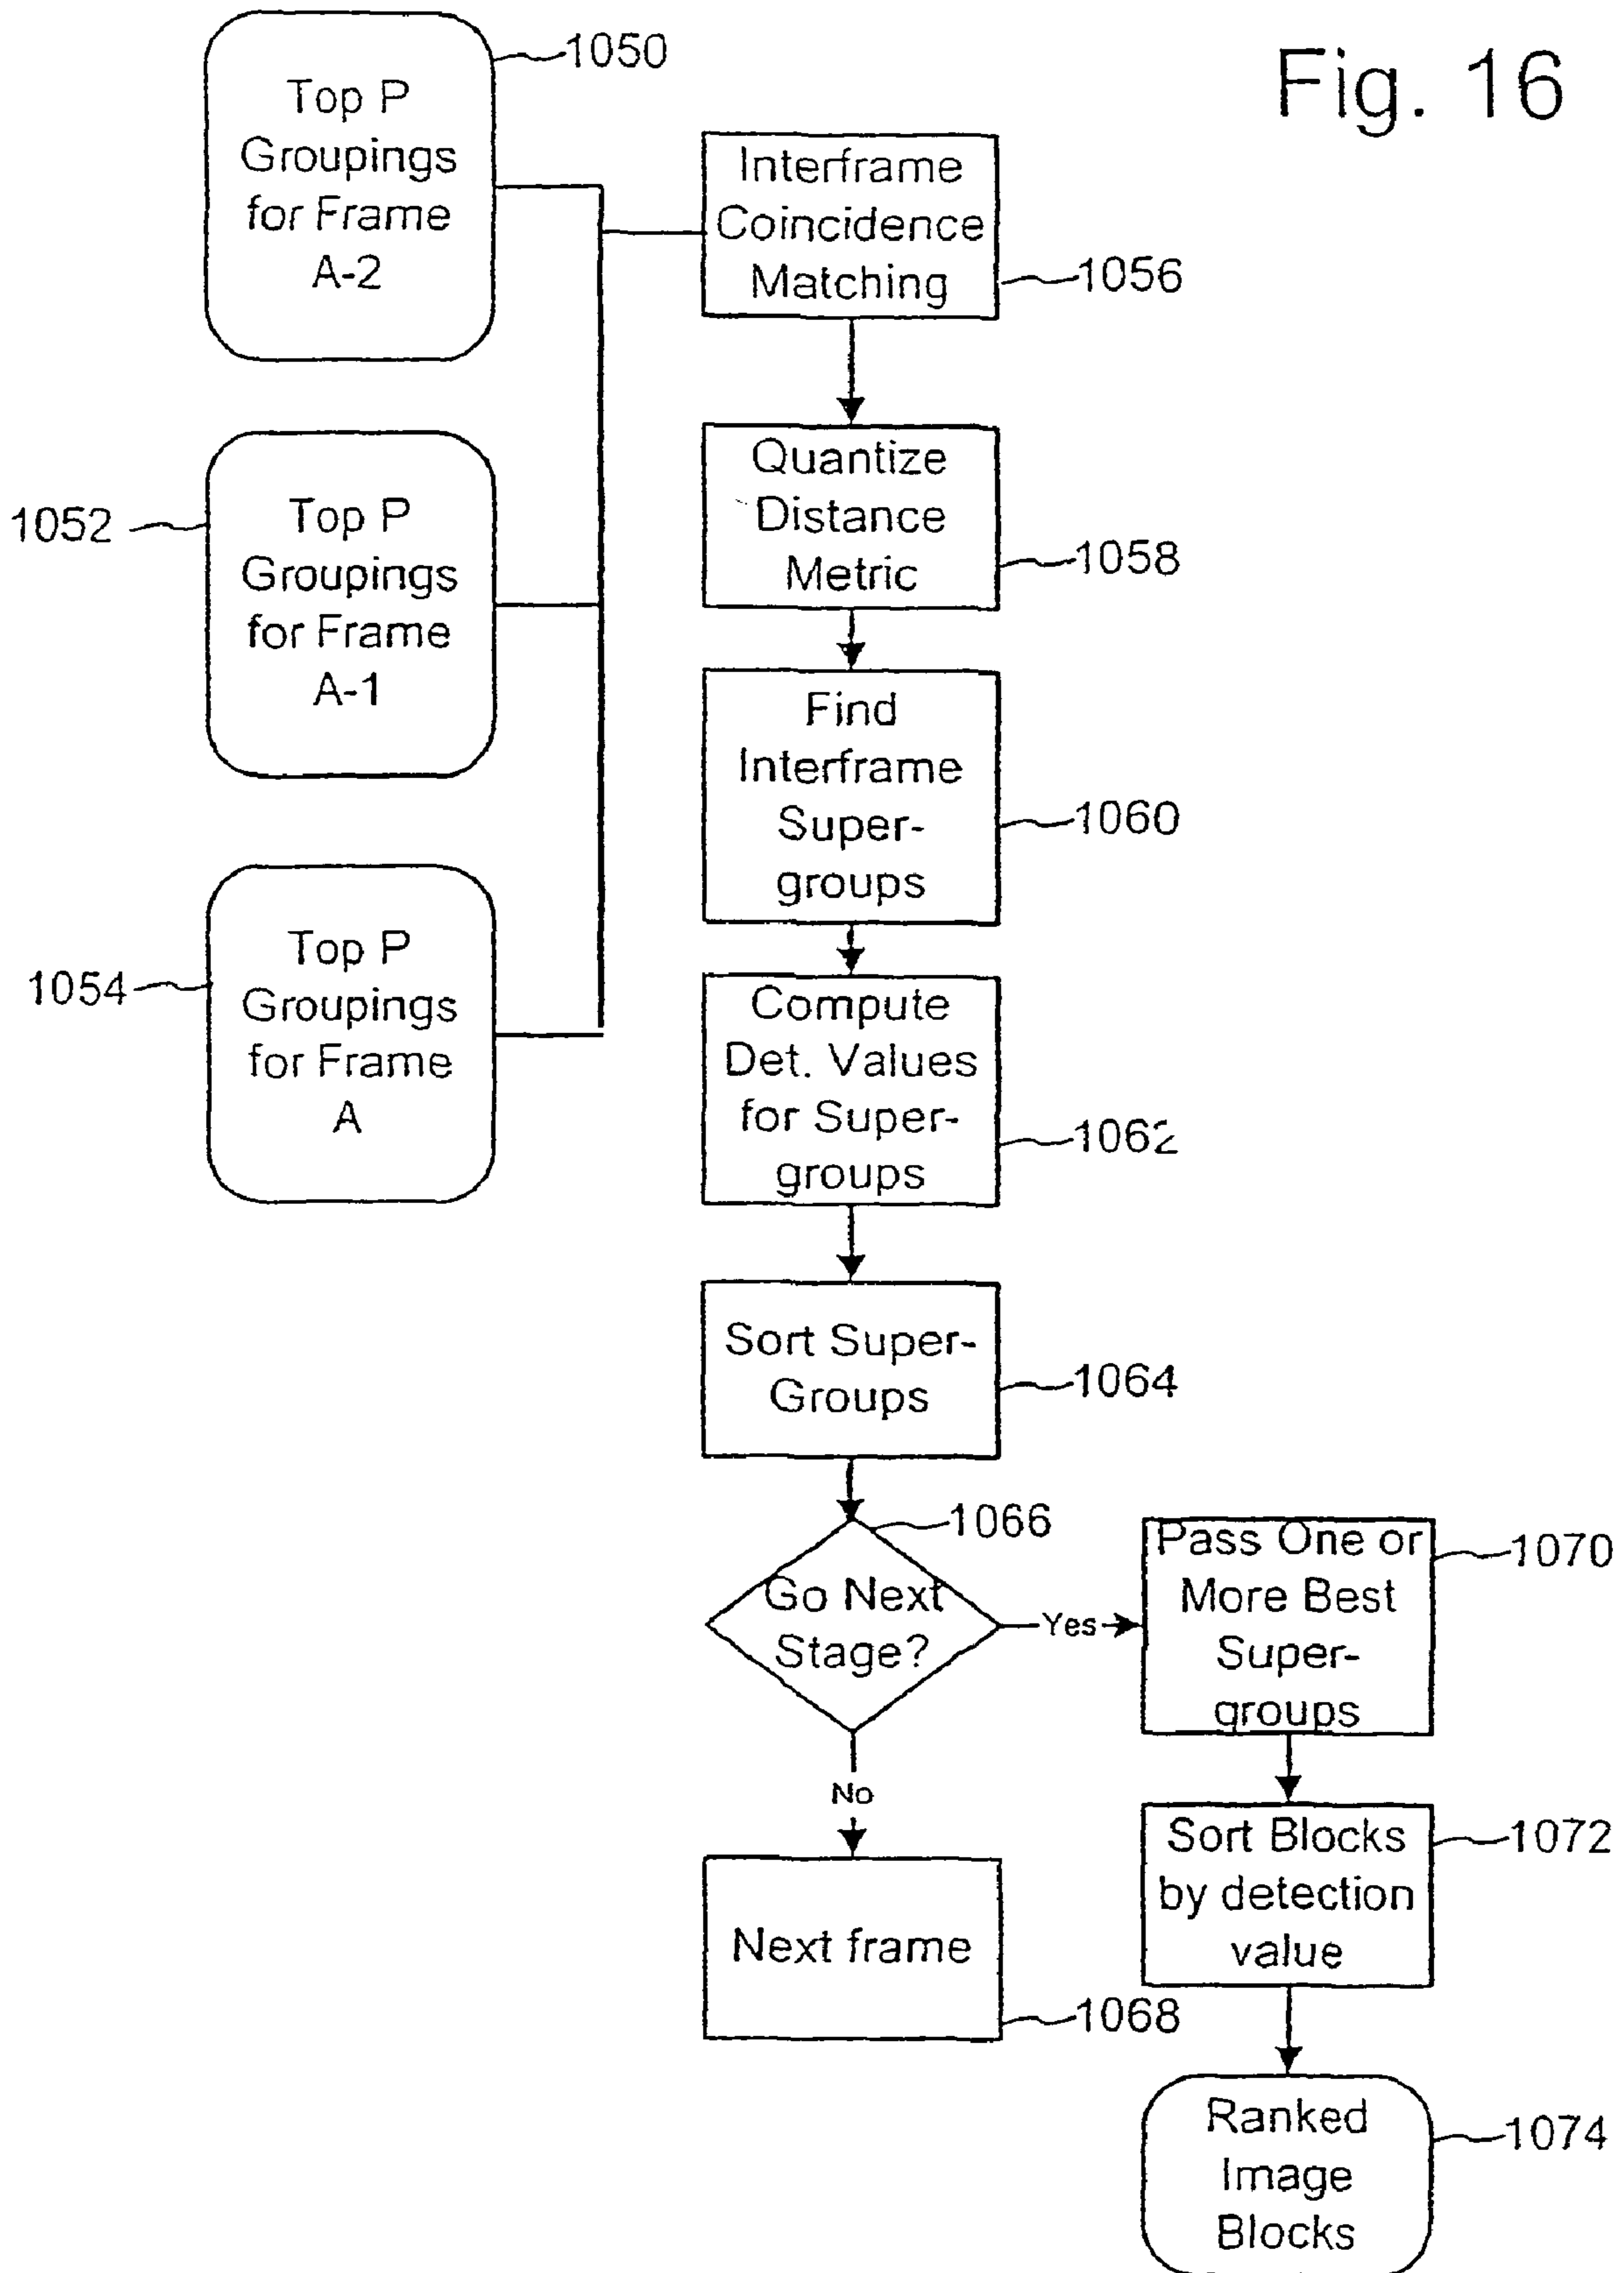 Fig. 16
1050
Top P
Groupings
for Frame
A-2
1052
Top P
Groupings
for Frame
A-1
1054
Top P
Groupings
for Frame
A
Interframe
Coincidence
Matching
1056
Quantize
Distance
Metric
1058
Find
Interframe
Super-
groups
1060
Compute
Det. Values
for Super-
groups
1062
Sort Super-
Groups
1064
1066
Go Next
Stage?
Yes
No
Next frame
1068
Pass One or
More Best
Super-
groups
1070
Sort Blocks
by detection
value
1072
Ranked
Image
Blocks
1074